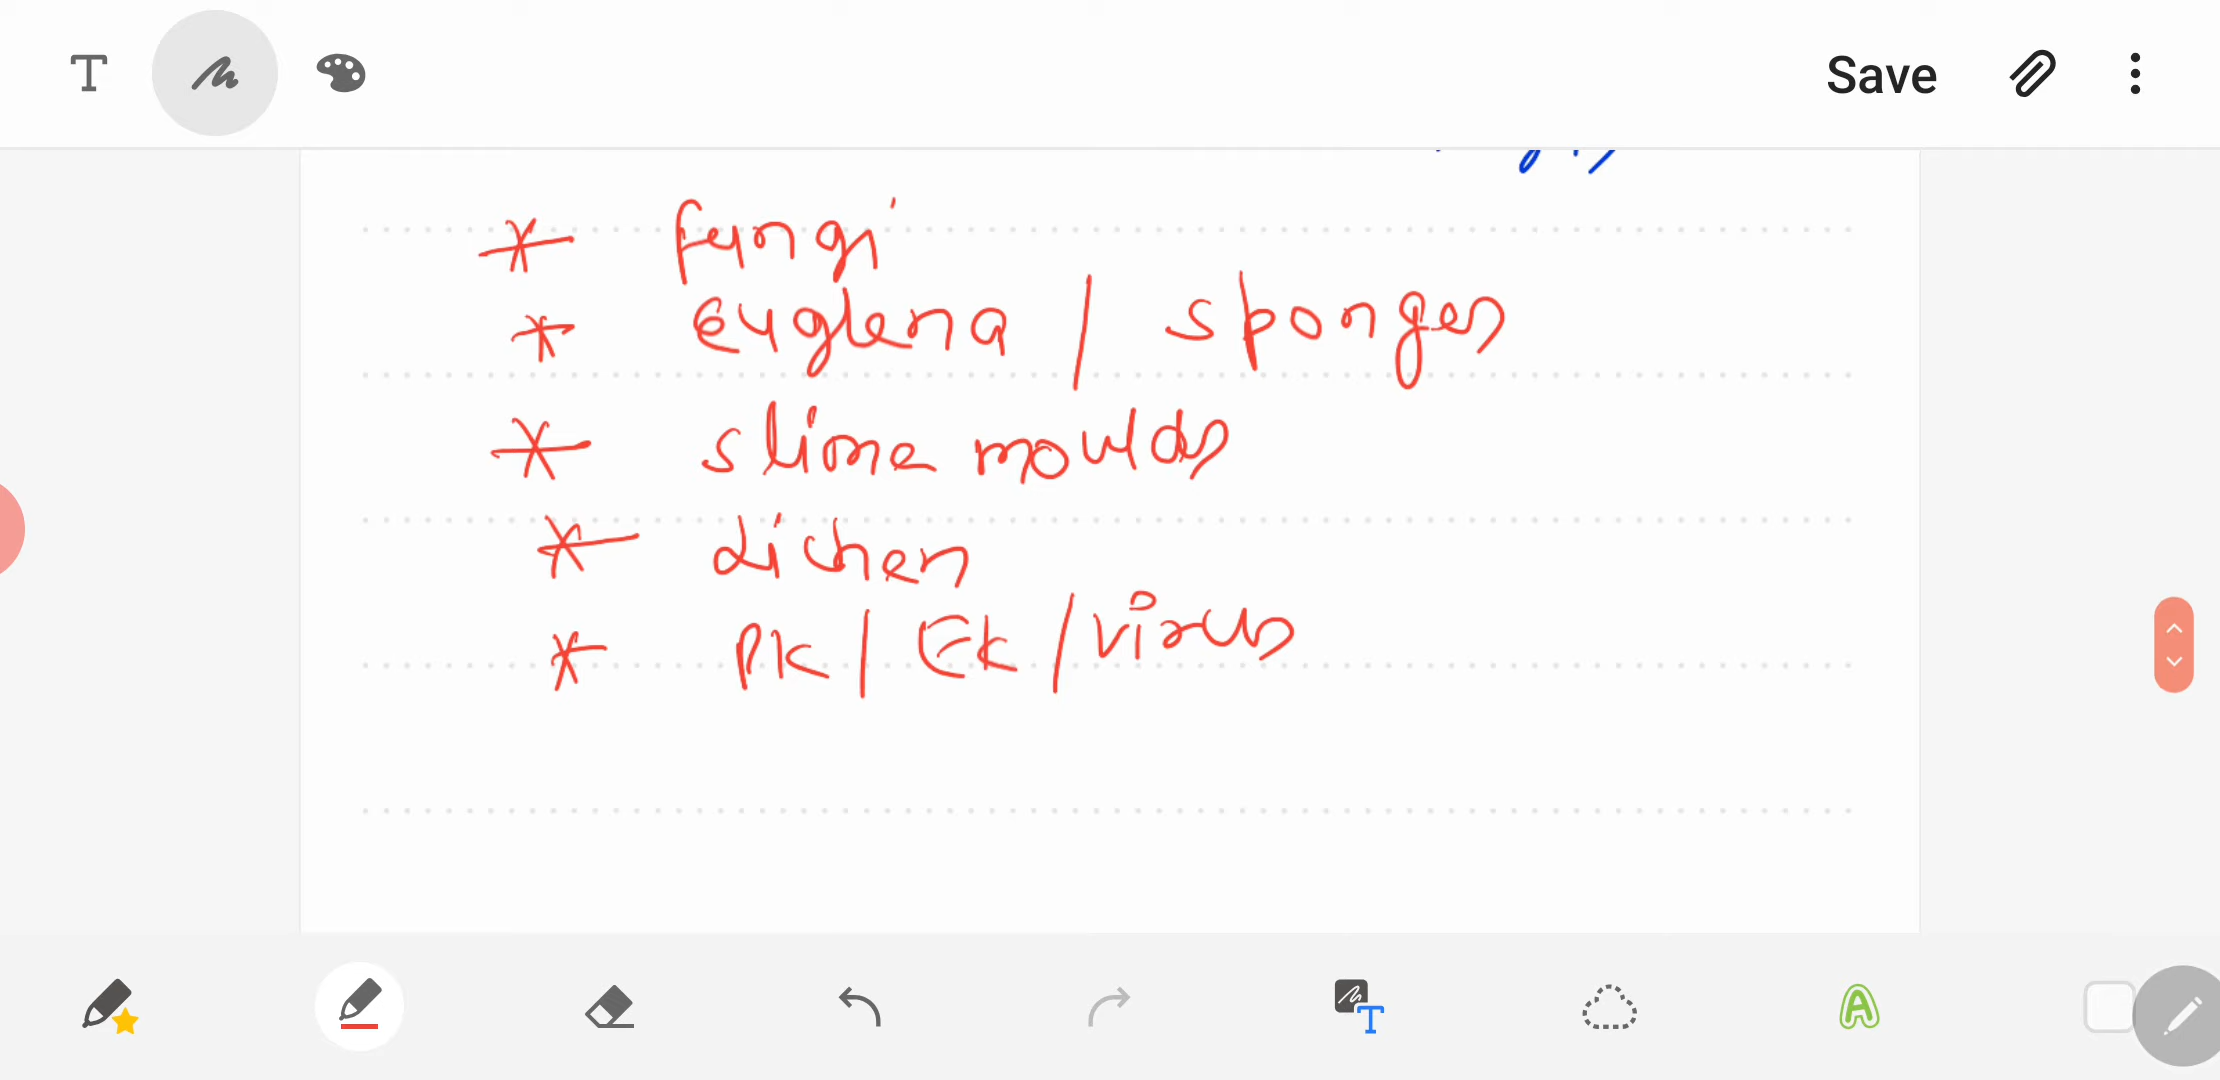 Save
* fungi
* euglena / sponges
* slime moulds
* Lichen
* PK / EK / virus